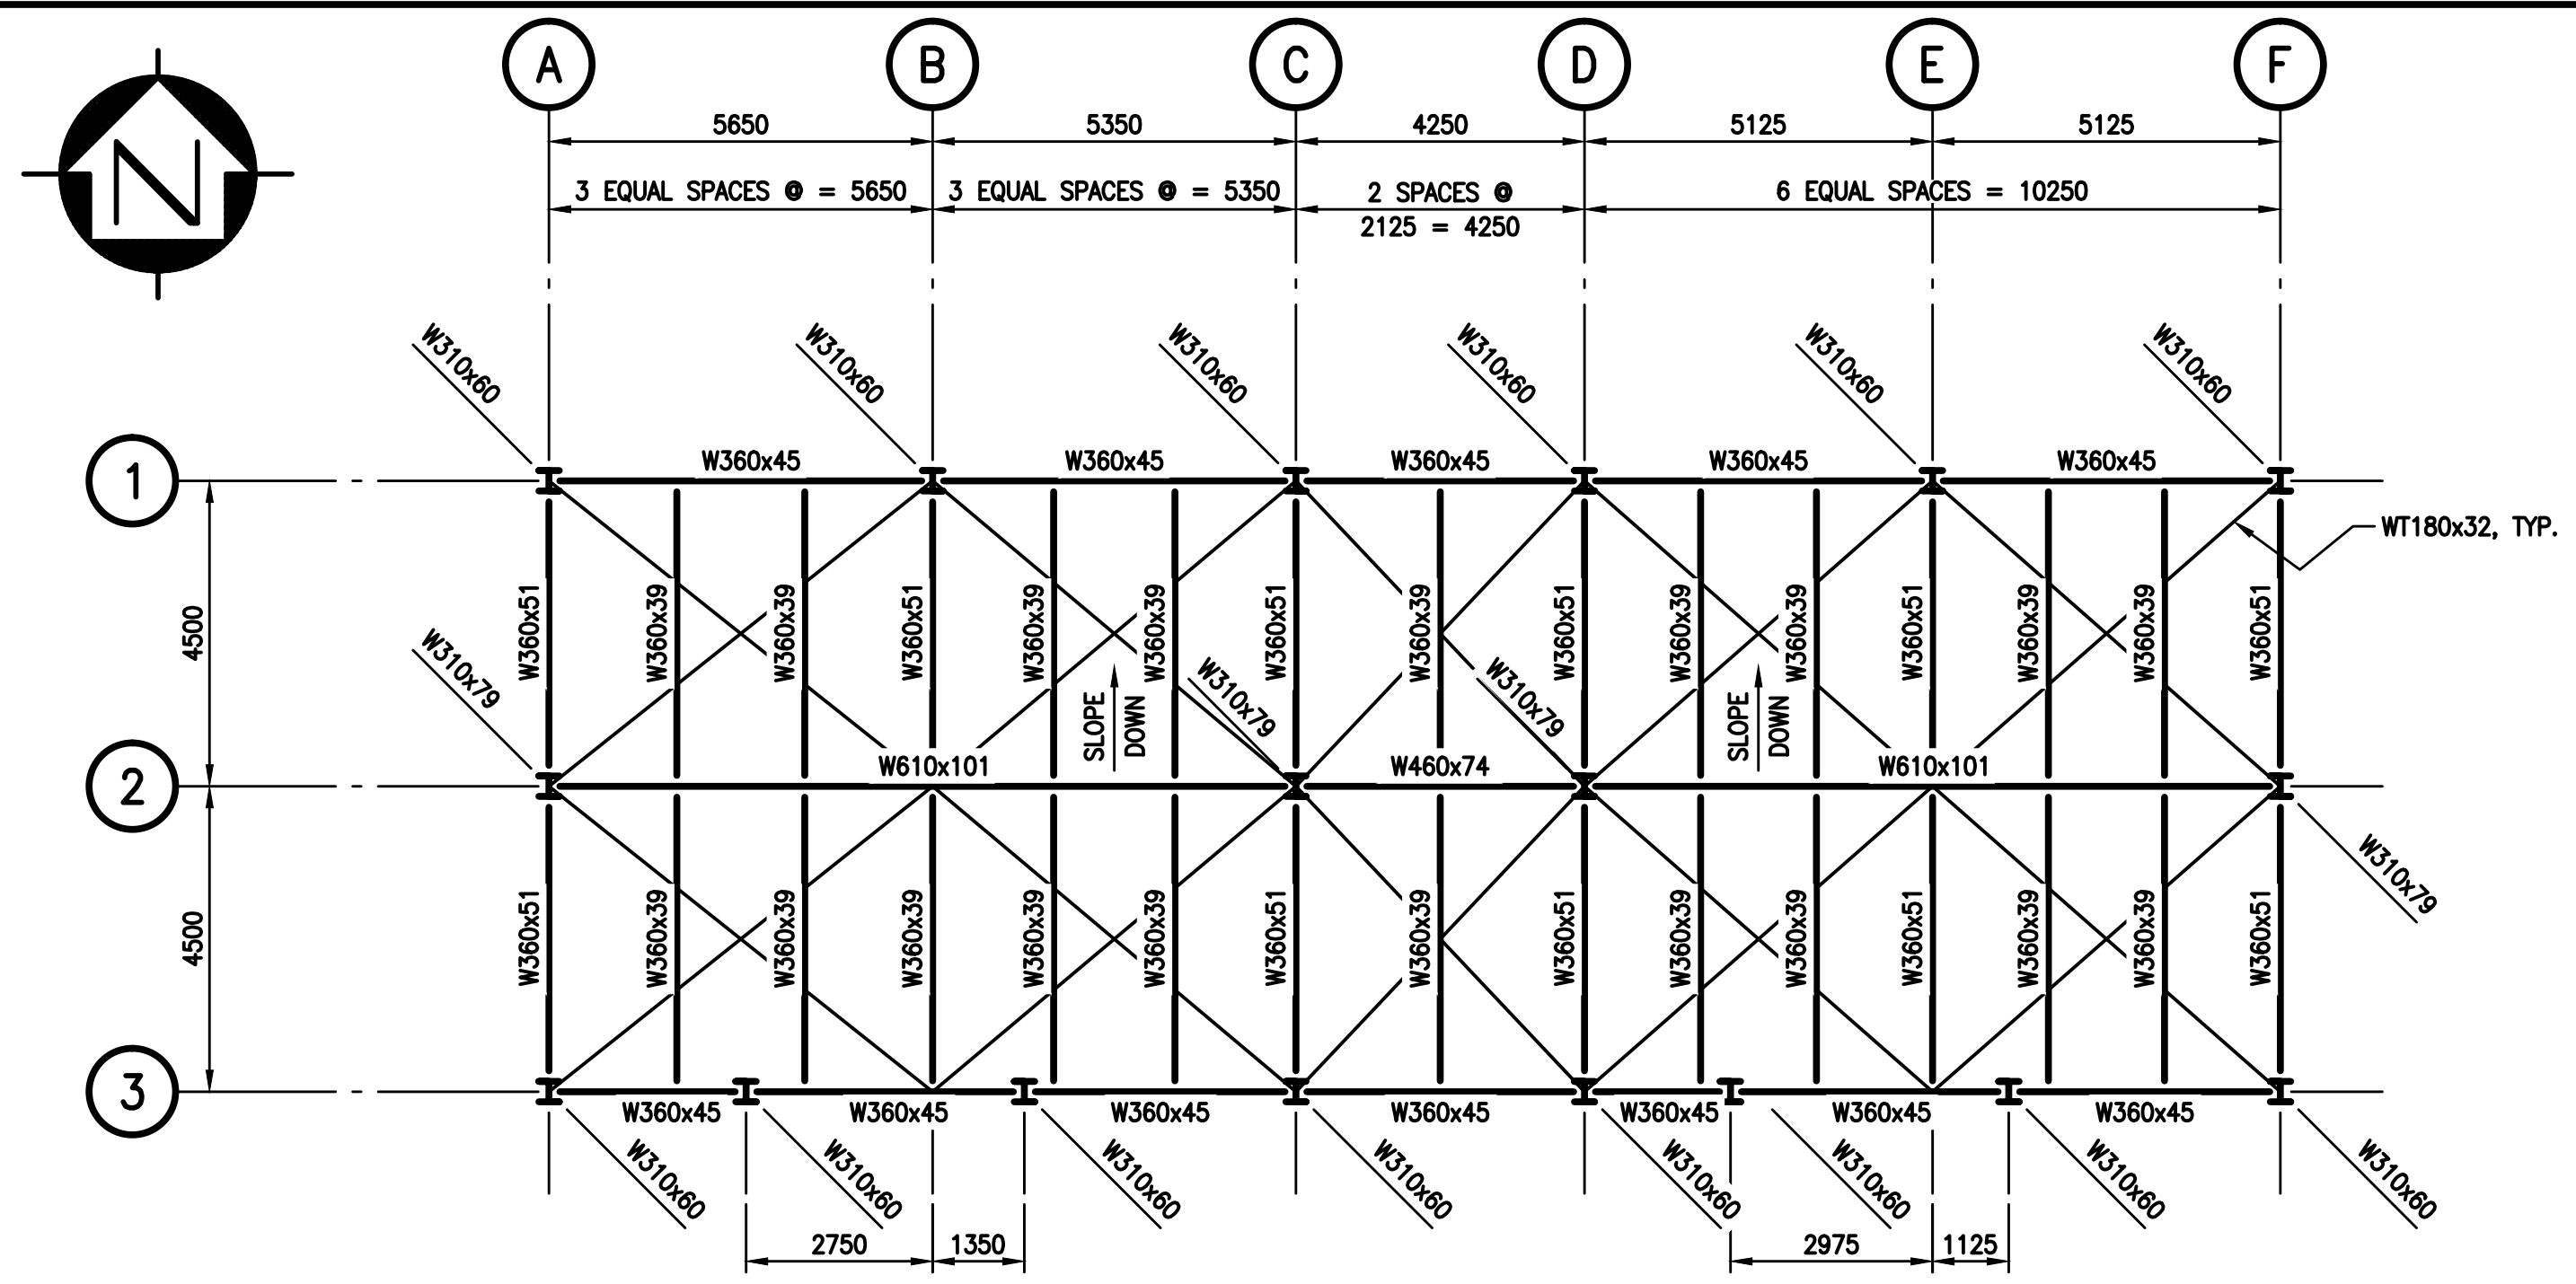 A B C D E F
N
5650 5350 4250 5125 5125
3 EQUAL SPACES @ = 5650 3 EQUAL SPACES @ = 5350 2 SPACES @ 6 EQUAL SPACES = 10250
2125 = 4250
W310x60 W310x60 W310x60 W310x60 W310x60 W310x60
1
W360x45 W360x45 W360x45 W360x45 W360x45
WT180x32, TYP.
4500
W360x51 W360x39 W360x39 W360x51 W360x39 W360x39 W360x51 W360x39 W360x51 W360x39 W360x39 W360x51 W360x39 W360x39 W360x51
W310x79 W310x79 W310x79
SLOPE
DOWN
SLOPE
DOWN
2
W610x101 W460x74 W610x101
W310x79
4500
W360x51 W360x39 W360x39 W360x39 W360x39 W360x39 W360x51 W360x39 W360x51 W360x39 W360x39 W360x51 W360x39 W360x39 W360x51
3
W360x45 W360x45 W360x45 W360x45 W360x45 W360x45 W360x45
W310x60 W310x60 W310x60 W310x60 W310x60 W310x60 W310x60 W310x60
2750 1350 2975 1125